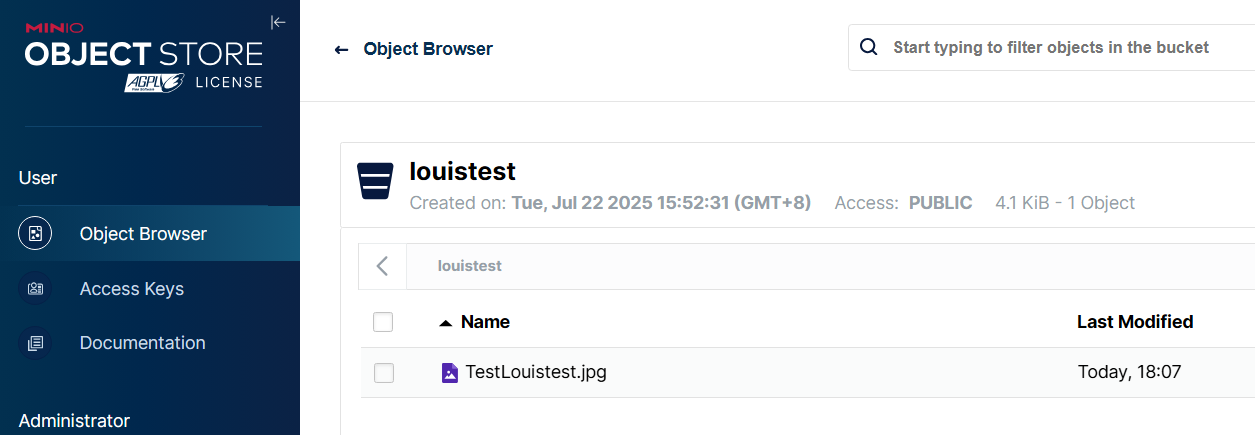 MINIO
OBJECT STORE
AGPLv3 LICENSE
Free Software
← Object Browser
Start typing to filter objects in the bucket
User
Object Browser
Access Keys
Documentation
Administrator
louistest
Created on: Tue, Jul 22 2025 15:52:31 (GMT+8) Access: PUBLIC 4.1 KiB - 1 Object
louistest
Name Last Modified
TestLouistest.jpg Today, 18:07